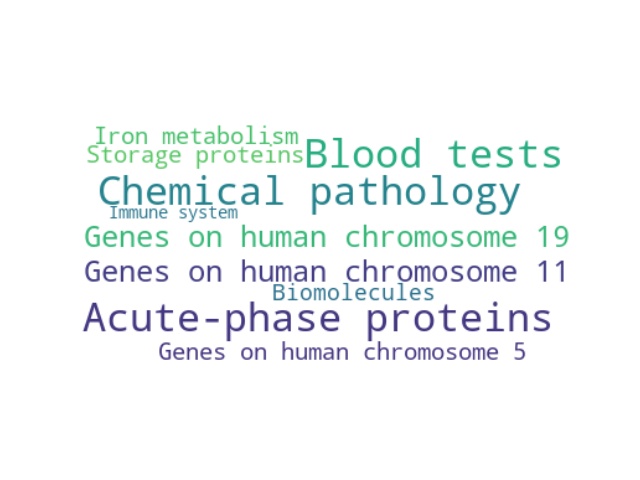 Iron metabolism
Storage proteins
Blood tests
Chemical pathology
Immune system
Genes on human chromosome 19
Genes on human chromosome 11
Biomolecules
Acute-phase proteins
Genes on human chromosome 5